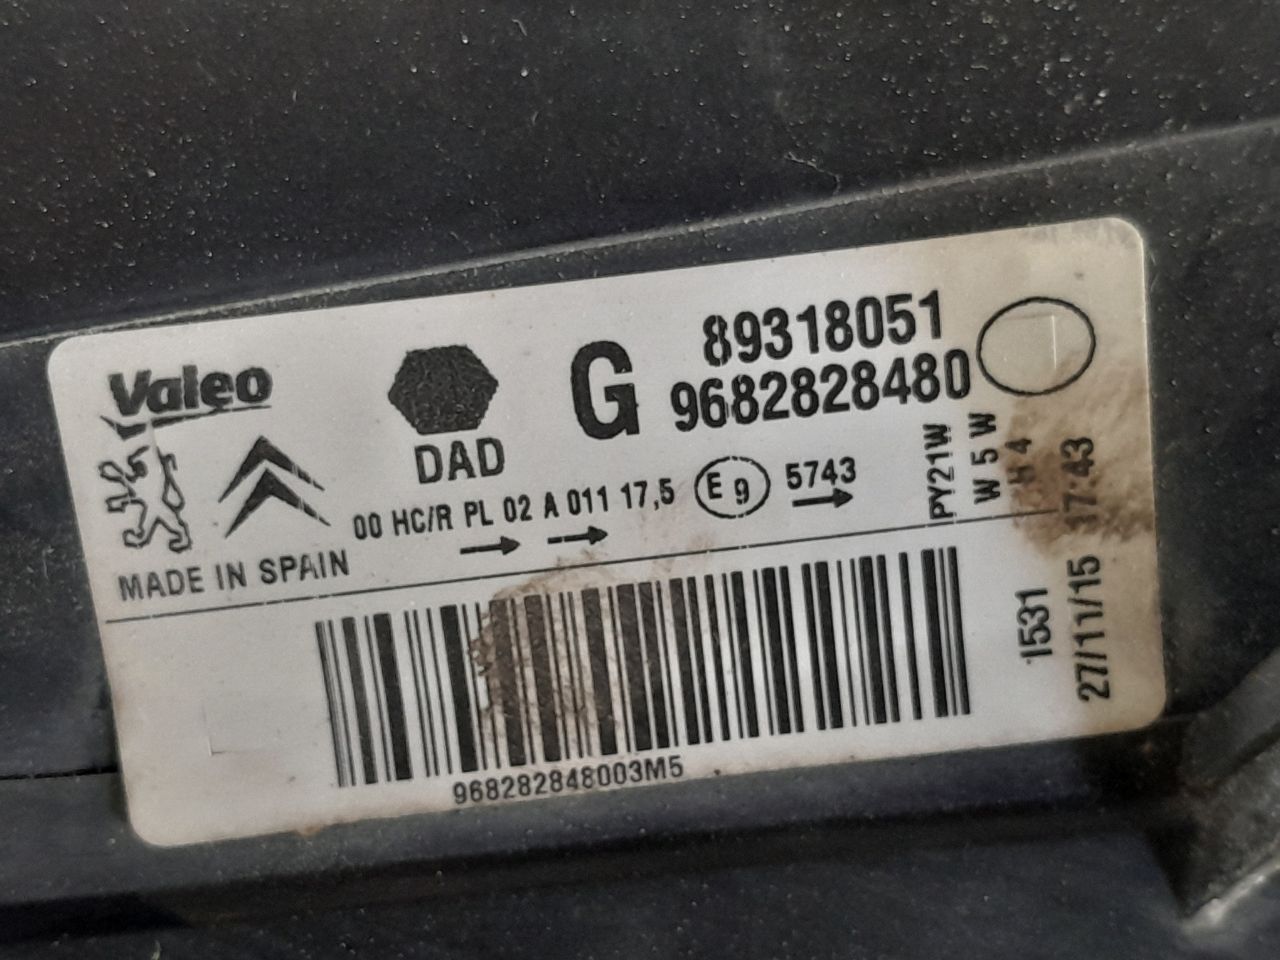 Valeo
DAD
G
89318051
9682828480
00 HC/R PL 02 A 011 17,5
E 9
5743
MADE IN SPAIN
PY21W
W 5 W
H 4
17:43
1531
27/11/15
968282848003M5